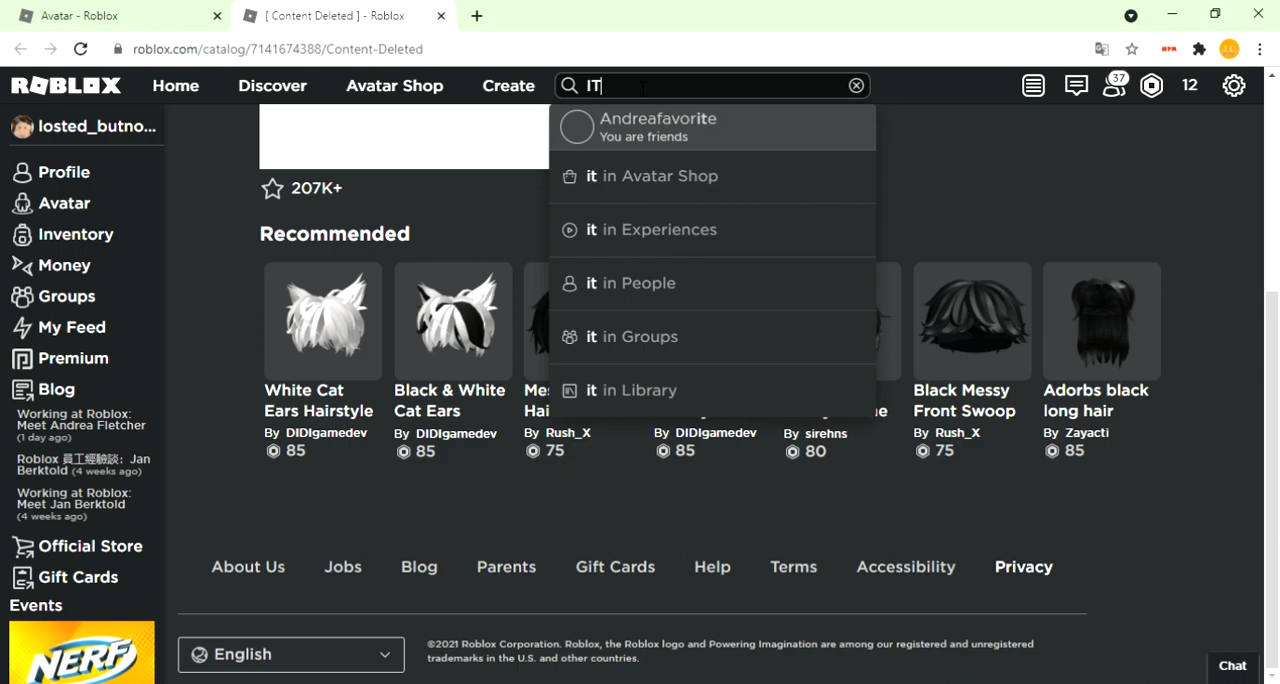 Avatar - Roblox
[ Content Deleted ] - Roblox
roblox.com/catalog/7141674388/Content-Deleted
ROBLOX
Home
Discover
Avatar Shop
Create
IT
37
12
losted_butno...
Andreafavorite
You are friends
it in Avatar Shop
it in Experiences
it in People
it in Groups
it in Library
Profile
Avatar
Inventory
Money
Groups
My Feed
Premium
Blog
Working at Roblox:
Meet Andrea Fletcher
(1 day ago)
Roblox 員工經驗談: Jan
Berktold (4 weeks ago)
Working at Roblox:
Meet Jan Berktold
(4 weeks ago)
Official Store
Gift Cards
Events
NERF
207K+
Recommended
White Cat
Ears Hairstyle
By DIDIgamedev
85
Black & White
Cat Ears
By DIDIgamedev
85
By Rush_X
75
By DIDIgamedev
85
By sirehns
80
Black Messy
Front Swoop
By Rush_X
75
Adorbs black
long hair
By Zayacti
85
About Us
Jobs
Blog
Parents
Gift Cards
Help
Terms
Accessibility
Privacy
English
©2021 Roblox Corporation. Roblox, the Roblox logo and Powering Imagination are among our registered and unregistered
trademarks in the U.S. and other countries.
Chat